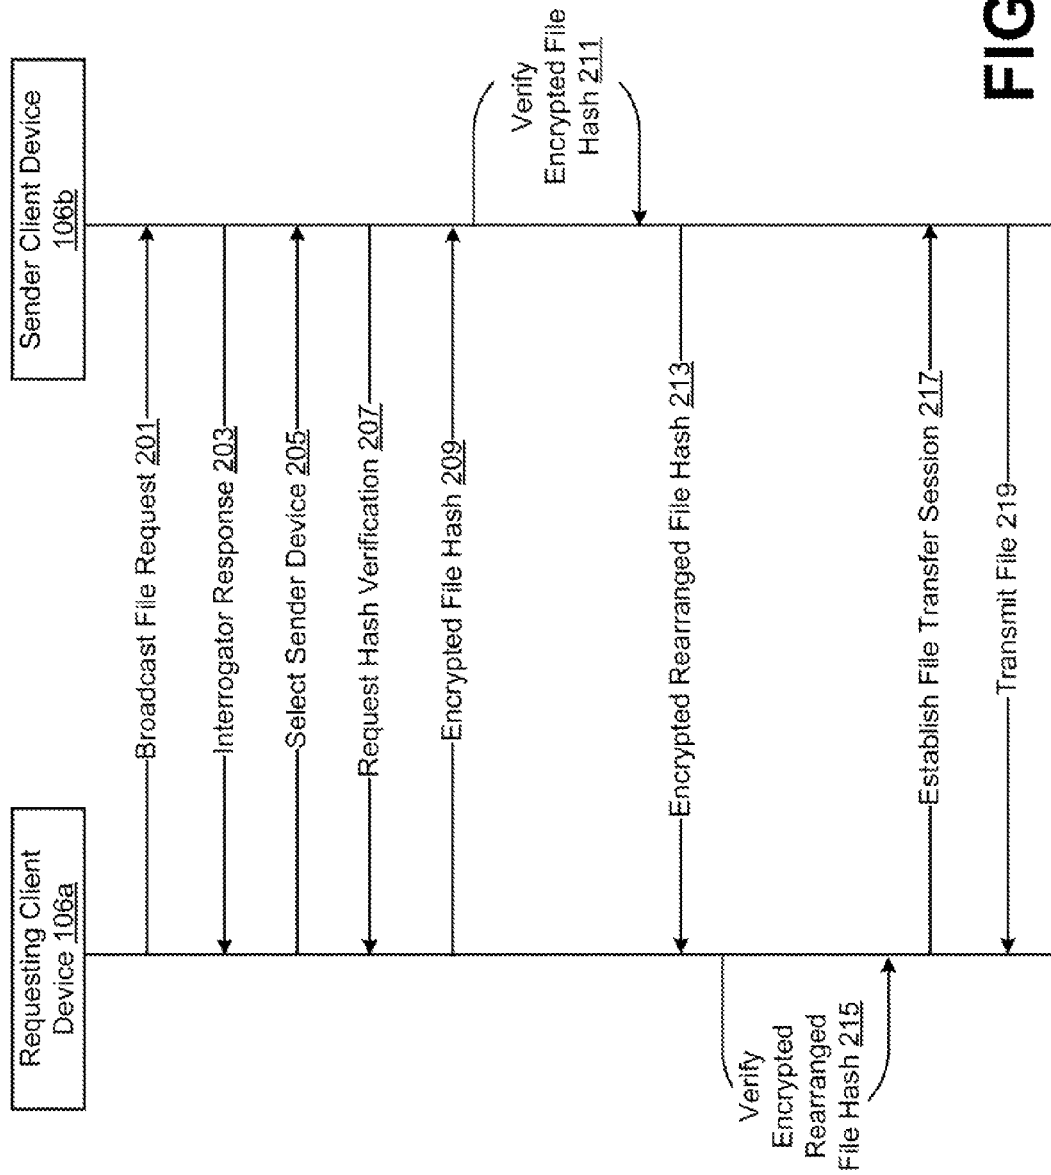 Requesting Client
Device 106a
Sender Client Device
106b
Broadcast File Request 201
Interrogator Response 203
Select Sender Device 205
Request Hash Verification 207
Encrypted File Hash 209
Verify
Encrypted File
Hash 211
Encrypted Rearranged File Hash 213
Verify
Encrypted
Rearranged
File Hash 215
Establish File Transfer Session 217
Transmit File 219
FIG